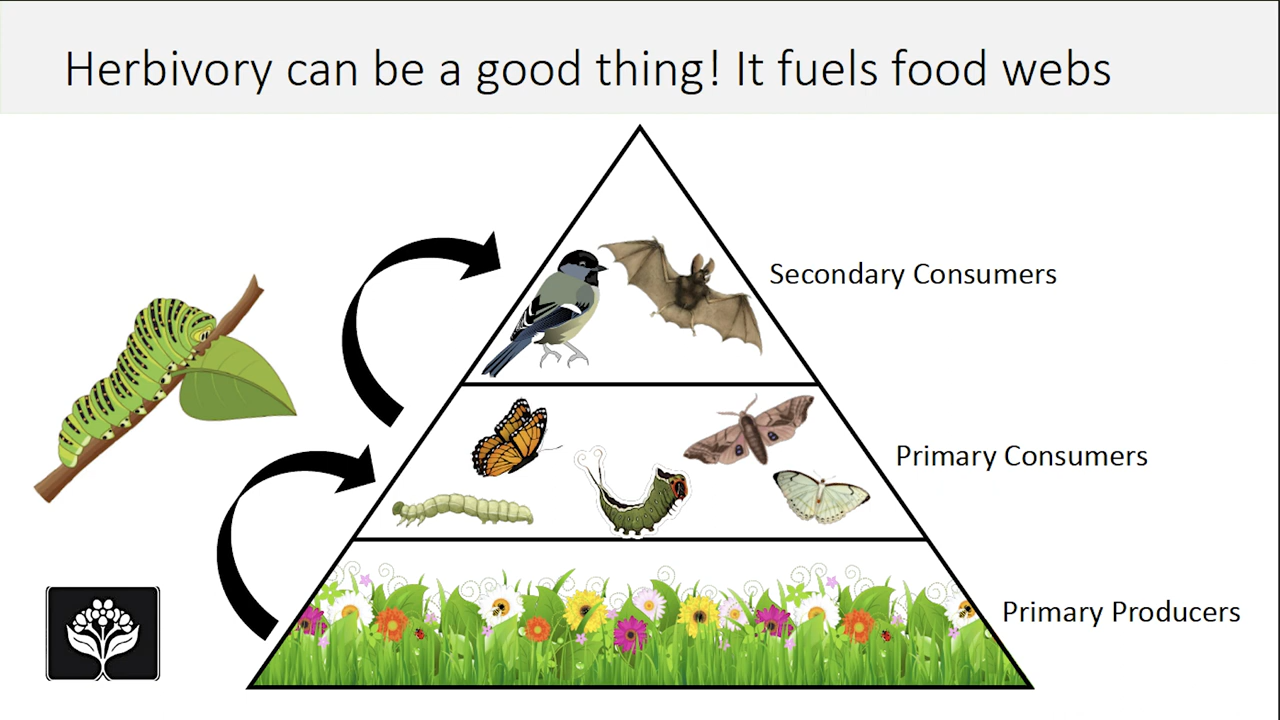 Herbivory can be a good thing! It fuels food webs
Secondary Consumers
Primary Consumers
Primary Producers